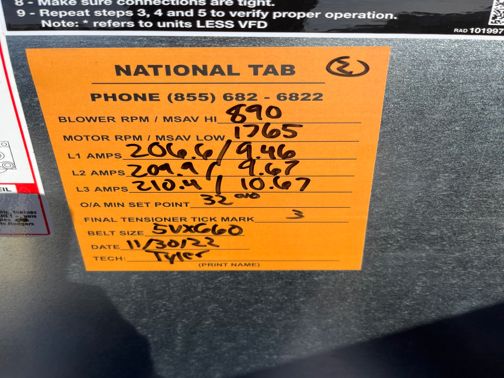 8 - Make sure connections are tight.
9 - Repeat steps 3, 4 and 5 to verify proper operation.
Note: * refers to units LESS VFD
RAD 101997
NATIONAL TAB E
PHONE (855) 682 - 6822
BLOWER RPM / MSAV HI 890
MOTOR RPM / MSAV LOW 1765
L1 AMPS 206.6 / 9.46
L2 AMPS 209.9 / 9.67
L3 AMPS 210.4 / 10.67
O/A MIN SET POINT 32
FINAL TENSIONER TICK MARK 3
BELT SIZE 5VX660
DATE 11/30/22
TECH: Tyler
(PRINT NAME)